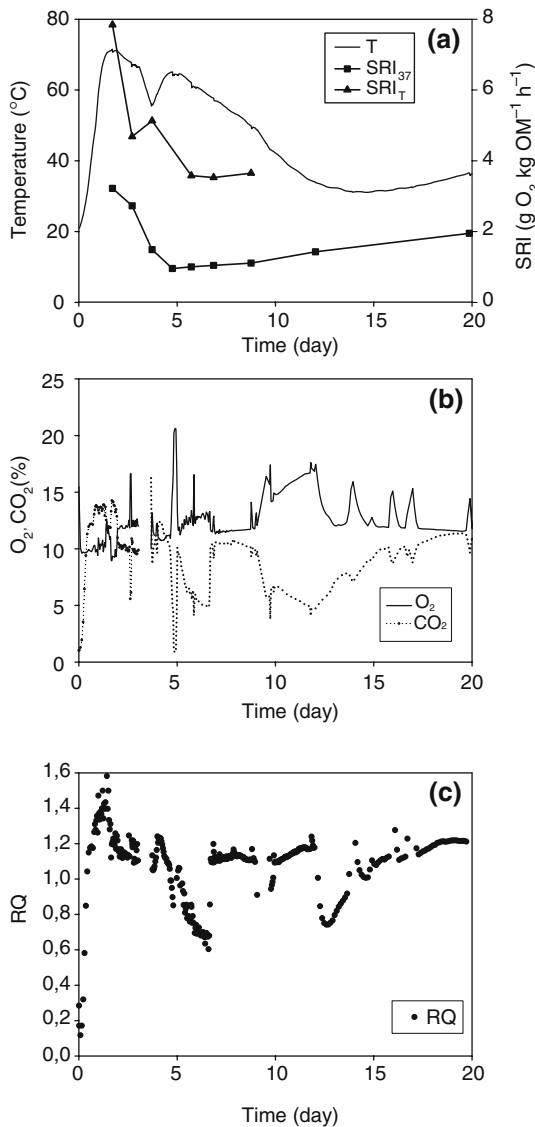 (a)
T
SRI₃₇
SRI_T
Temperature (°C)
80
60
40
20
0
8
6
4
2
0
SRI (g O₂ kg OM⁻¹ h⁻¹)
0 5 10 15 20
Time (day)
(b)
O₂, CO₂(%)
25
20
15
10
5
0
O₂
CO₂
0 5 10 15 20
Time (day)
(c)
RQ
1,6
1,4
1,2
1.0
0.8
0,6
0,4
0,2
0,0
RQ
0 5 10 15 20
Time (day)